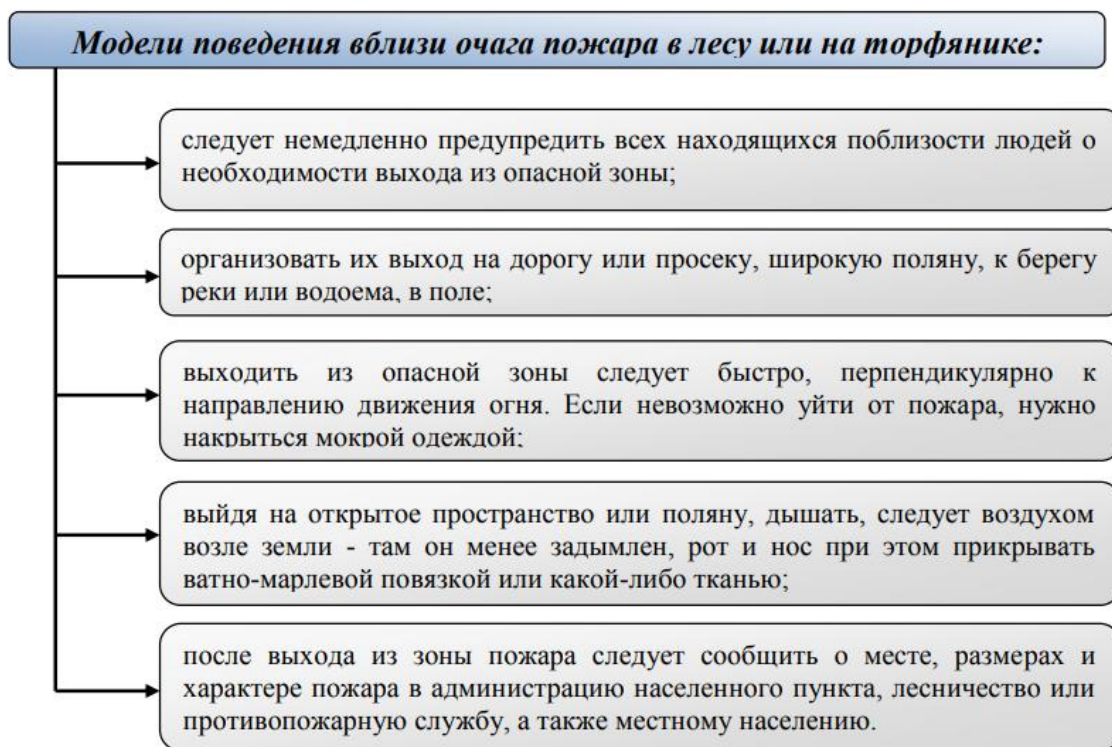 Модели поведения вблизи очага пожара в лесу или на торфянике:
следует немедленно предупредить всех находящихся поблизости людей о
необходимости выхода из опасной зоны;
организовать их выход на дорогу или просеку, широкую поляну, к берегу
реки или водоема, в поле;
выходить из опасной зоны следует быстро, перпендикулярно к
направлению движения огня. Если невозможно уйти от пожара, нужно
накрыться мокрой одеждой;
выйдя на открытое пространство или поляну, дышать, следует воздухом
возле земли - там он менее задымлен, рот и нос при этом прикрывать
ватно-марлевой повязкой или какой-либо тканью;
после выхода из зоны пожара следует сообщить о месте, размерах и
характере пожара в администрацию населенного пункта, лесничество или
противопожарную службу, а также местному населению.